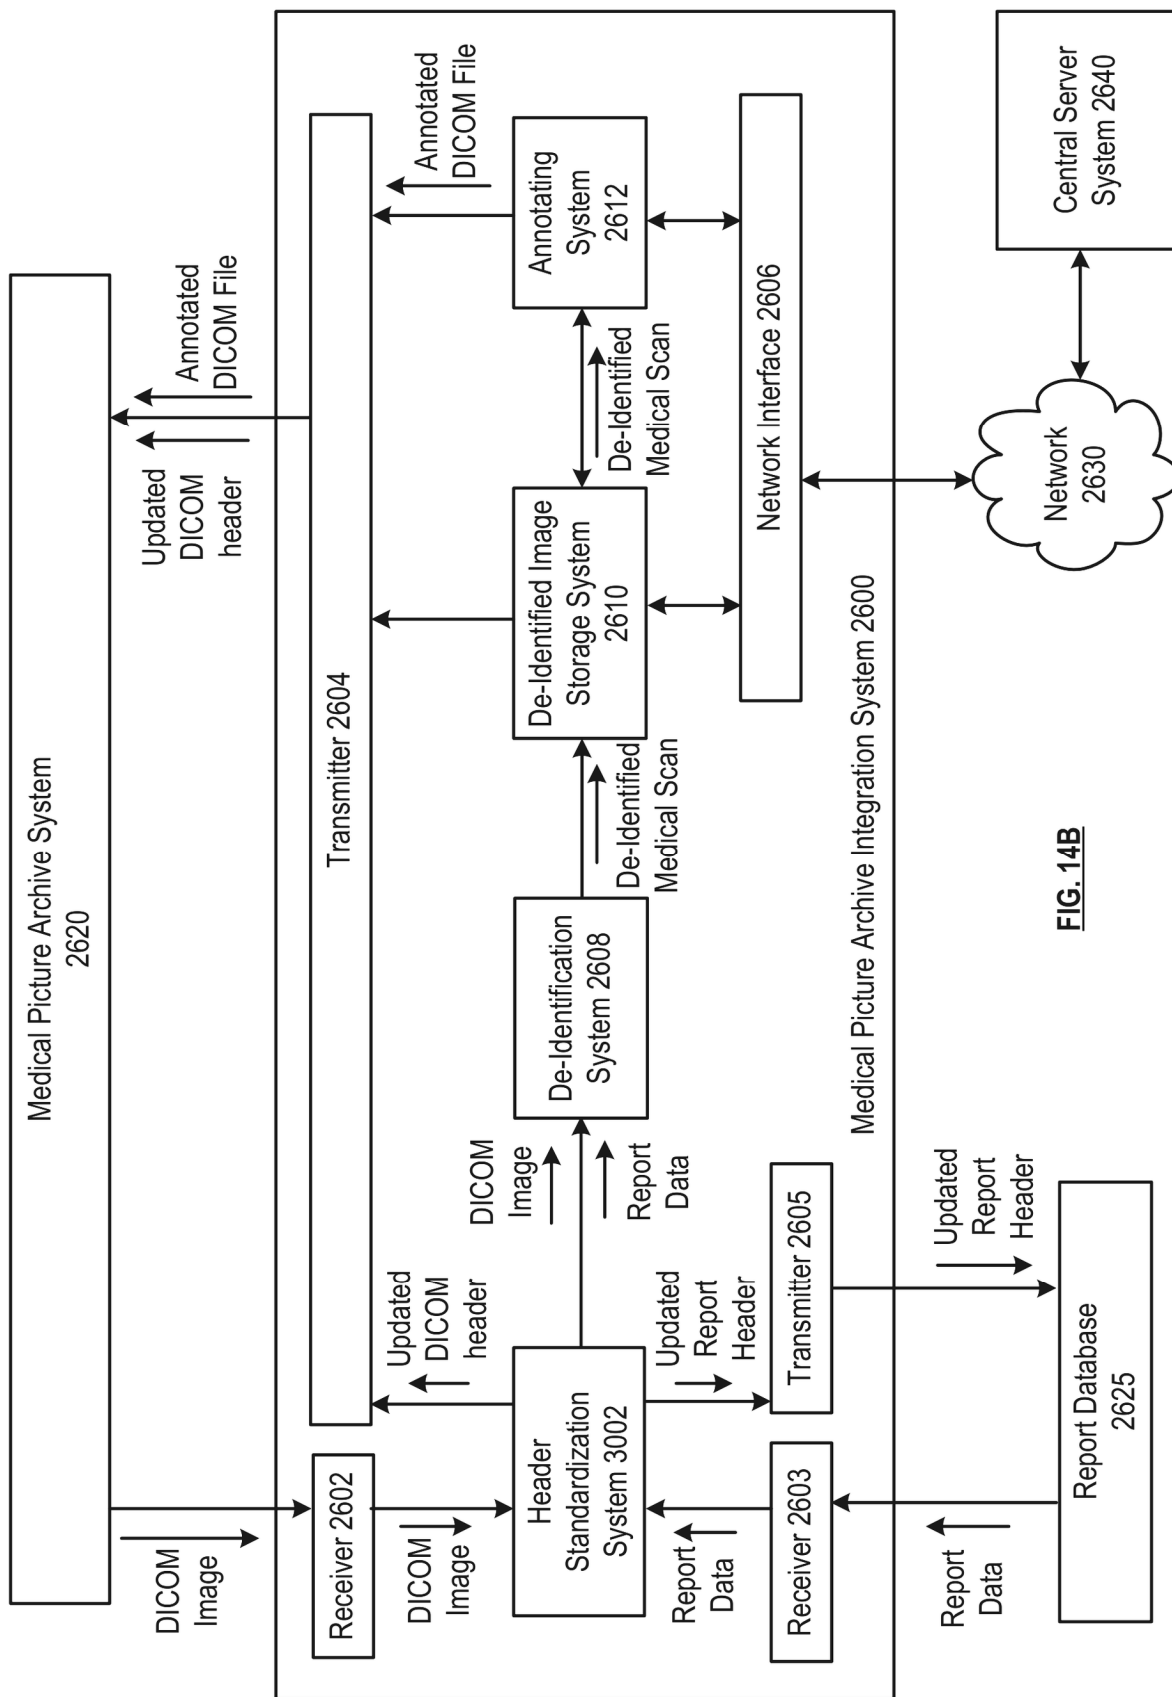 Medical Picture Archive System
2620
DICOM
Image
Updated
DICOM
header
Annotated
DICOM File
Receiver 2602
Transmitter 2604
DICOM
Image
Updated
DICOM
header
Annotated
DICOM File
Header
Standardization
System 3002
DICOM
Image
Report
Data
De-Identification
System 2608
De-Identified
Medical Scan
De-Identified Image
Storage System
2610
De-Identified
Medical Scan
Annotating
System
2612
Report
Data
Updated
Report
Header
Receiver 2603
Transmitter 2605
Network Interface 2606
Medical Picture Archive Integration System 2600
Report
Data
Updated
Report
Header
Report Database
2625
Network
2630
Central Server
System 2640
FIG. 14B